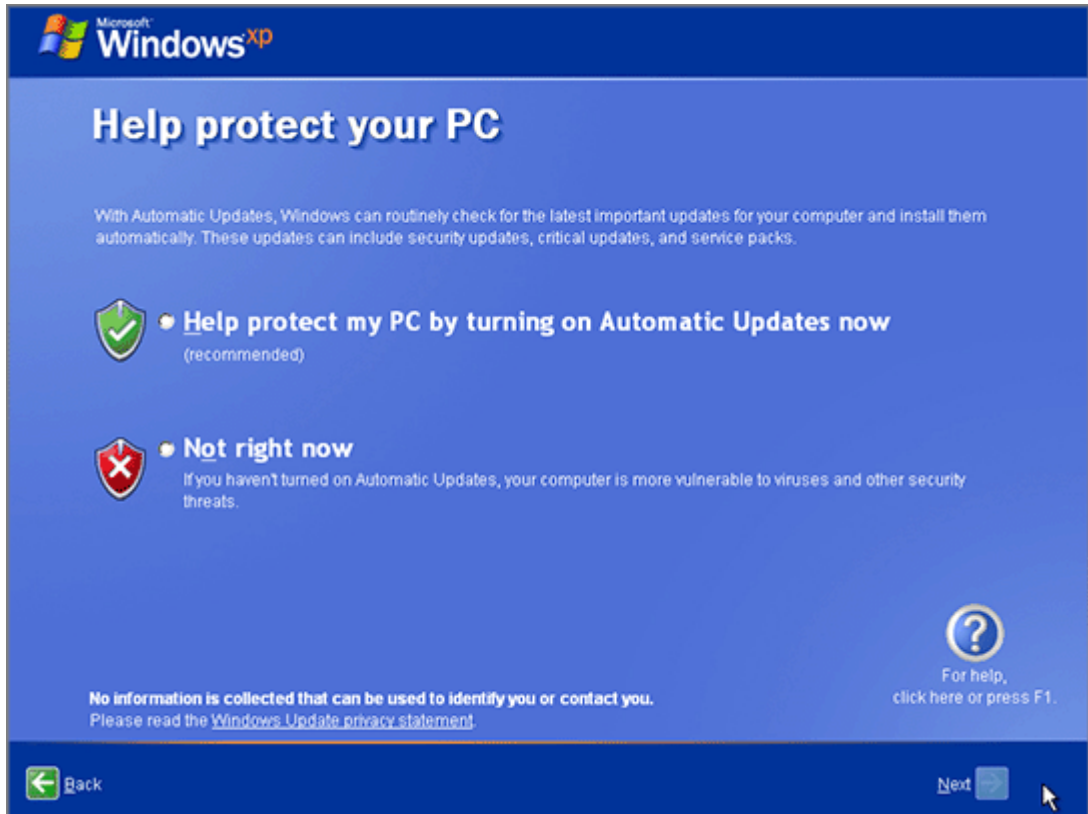 Microsoft
Windows xp
Help protect your PC
With Automatic Updates, Windows can routinely check for the latest important updates for your computer and install them
automatically. These updates can include security updates, critical updates, and service packs.
Help protect my PC by turning on Automatic Updates now
(recommended)
Not right now
If you haven't turned on Automatic Updates, your computer is more vulnerable to viruses and other security
threats.
For help,
click here or press F1.
No information is collected that can be used to identify you or contact you.
Please read the Windows Update privacy statement.
Back
Next